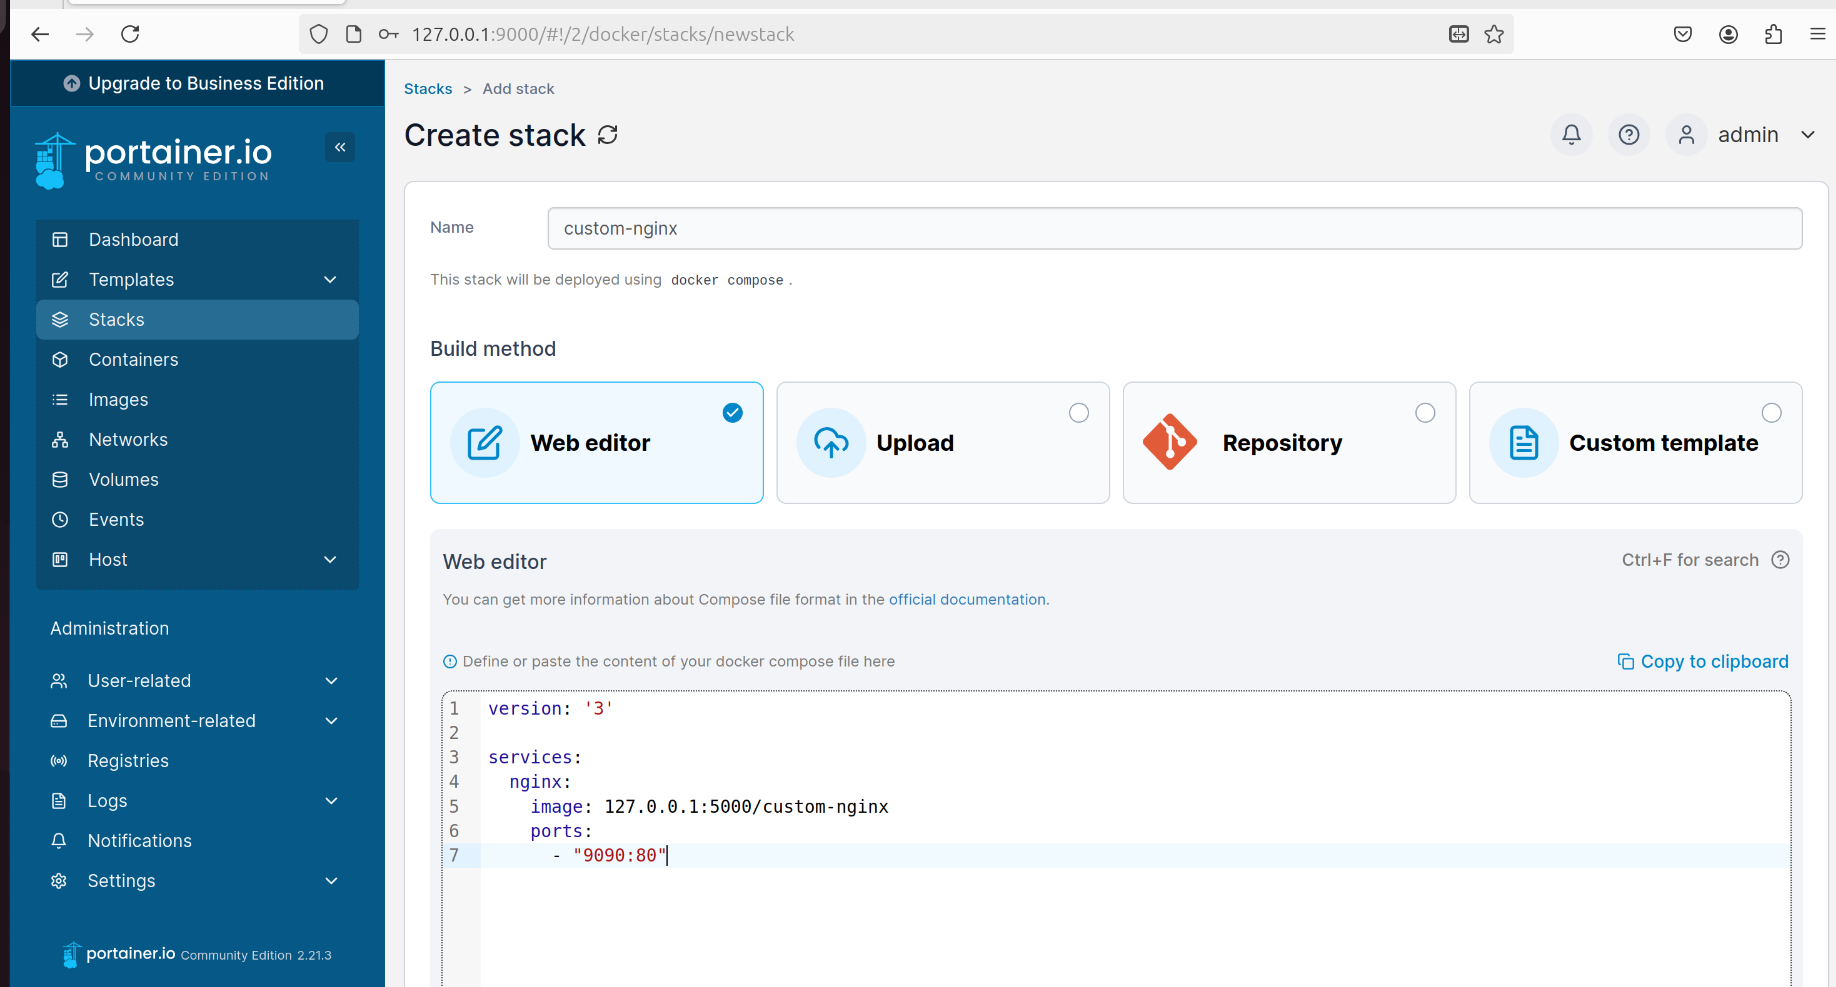 127.0.0.1:9000/#!/2/docker/stacks/newstack
Upgrade to Business Edition
portainer.io
COMMUNITY EDITION
Dashboard
Templates
Stacks
Containers
Images
Networks
Volumes
Events
Host
Administration
User-related
Environment-related
Registries
Logs
Notifications
Settings
portainer.io Community Edition 2.21.3
Stacks > Add stack
Create stack
admin
Name
custom-nginx
This stack will be deployed using docker compose .
Build method
Web editor
Upload
Repository
Custom template
Web editor
Ctrl+F for search
You can get more information about Compose file format in the official documentation.
Define or paste the content of your docker compose file here
Copy to clipboard
1 version: '3'
2
3 services:
4 nginx:
5 image: 127.0.0.1:5000/custom-nginx
6 ports:
7 - "9090:80"